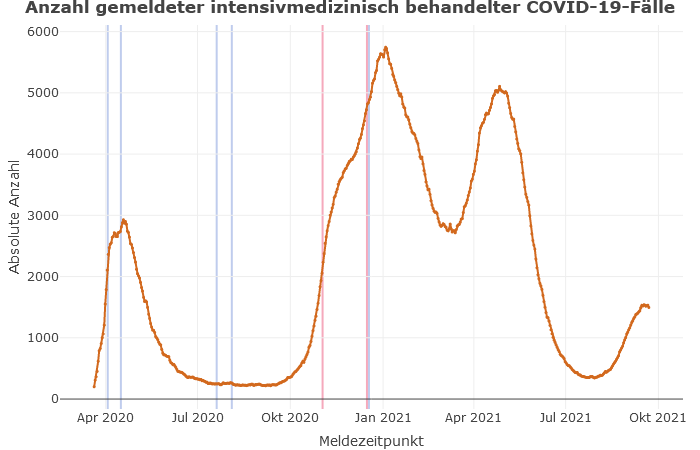 Anzahl gemeldeter intensivmedizinisch behandelter COVID-19-Fälle
6000
5000
4000
3000
2000
1000
0
Absolute Anzahl
Apr 2020 Jul 2020 Okt 2020 Jan 2021 Apr 2021 Jul 2021 Okt 2021
Meldezeitpunkt